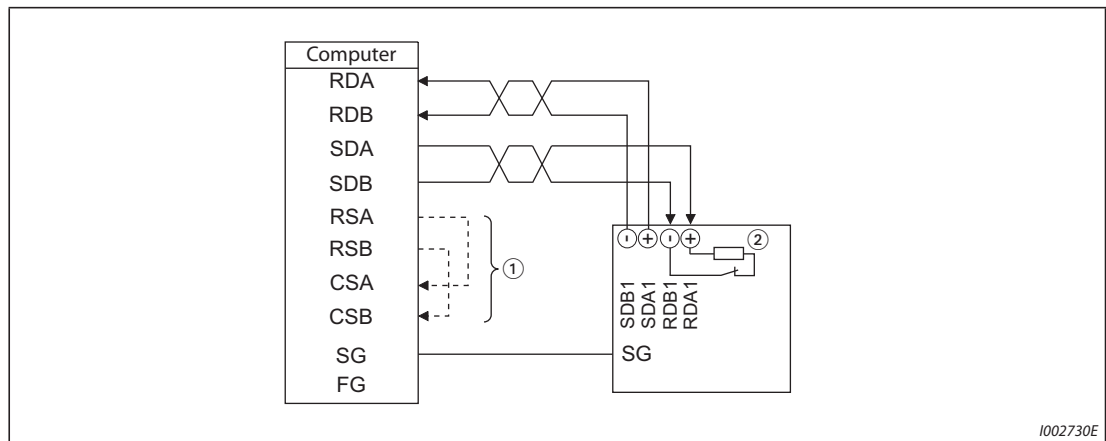 Computer
RDA
RDB
SDA
SDB
RSA
RSB
CSA
CSB
SG
FG
①
- + - +
②
SDB1
SDA1
RDB1
RDA1
SG
I002730E